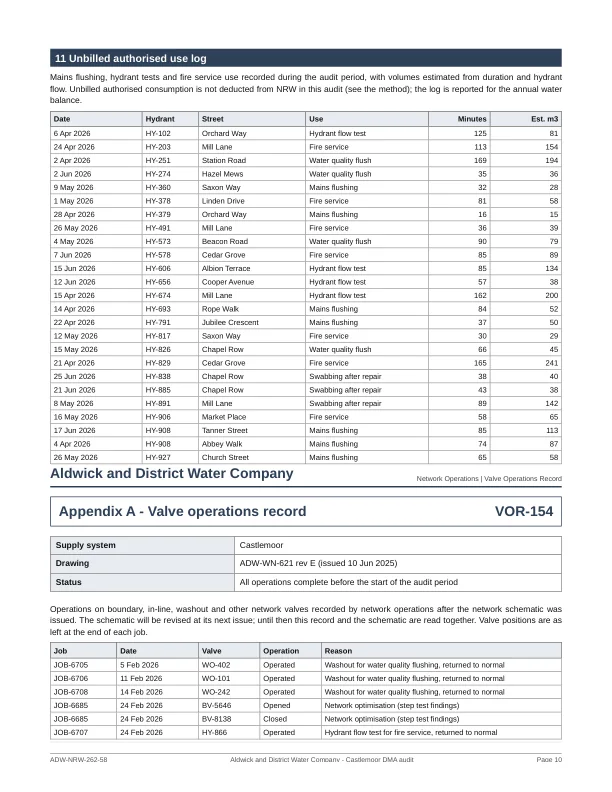 11 Unbilled authorised use log
Mains flushing, hydrant tests and fire service use recorded during the audit period, with volumes estimated from duration and hydrant
flow. Unbilled authorised consumption is not deducted from NRW in this audit (see the method); the log is reported for the annual water
balance.
Date Hydrant Street Use Minutes Est. m3
6 Apr 2026 HY-102 Orchard Way Hydrant flow test 125 81
24 Apr 2026 HY-203 Mill Lane Fire service 113 154
2 Apr 2026 HY-251 Station Road Water quality flush 169 194
2 Jun 2026 HY-274 Hazel Mews Water quality flush 35 36
9 May 2026 HY-360 Saxon Way Mains flushing 32 28
1 May 2026 HY-378 Linden Drive Fire service 81 58
28 Apr 2026 HY-379 Orchard Way Mains flushing 16 15
26 May 2026 HY-491 Mill Lane Fire service 36 39
4 May 2026 HY-573 Beacon Road Water quality flush 90 79
7 Jun 2026 HY-578 Cedar Grove Fire service 85 89
15 Jun 2026 HY-606 Albion Terrace Hydrant flow test 85 134
12 Jun 2026 HY-656 Cooper Avenue Hydrant flow test 57 38
15 Apr 2026 HY-674 Mill Lane Hydrant flow test 162 200
14 Apr 2026 HY-693 Rope Walk Mains flushing 84 52
22 Apr 2026 HY-791 Jubilee Crescent Mains flushing 37 50
12 May 2026 HY-817 Saxon Way Fire service 30 29
15 May 2026 HY-826 Chapel Row Water quality flush 66 45
21 Apr 2026 HY-829 Cedar Grove Fire service 165 241
25 Jun 2026 HY-838 Chapel Row Swabbing after repair 38 40
21 Jun 2026 HY-885 Chapel Row Swabbing after repair 43 38
8 May 2026 HY-891 Mill Lane Swabbing after repair 89 142
16 May 2026 HY-906 Market Place Fire service 58 65
17 Jun 2026 HY-908 Tanner Street Mains flushing 85 113
4 Apr 2026 HY-908 Abbey Walk Mains flushing 74 87
26 May 2026 HY-927 Church Street Mains flushing 65 58
Aldwick and District Water Company Network Operations | Valve Operations Record
Appendix A - Valve operations record VOR-154
Supply system Castlemoor
Drawing ADW-WN-621 rev E (issued 10 Jun 2025)
Status All operations complete before the start of the audit period
Operations on boundary, in-line, washout and other network valves recorded by network operations after the network schematic was
issued. The schematic will be revised at its next issue; until then this record and the schematic are read together. Valve positions are as
left at the end of each job.
Job Date Valve Operation Reason
JOB-6705 5 Feb 2026 WO-402 Operated Washout for water quality flushing, returned to normal
JOB-6706 11 Feb 2026 WO-101 Operated Washout for water quality flushing, returned to normal
JOB-6708 14 Feb 2026 WO-242 Operated Washout for water quality flushing, returned to normal
JOB-6685 24 Feb 2026 BV-5646 Opened Network optimisation (step test findings)
JOB-6685 24 Feb 2026 BV-8138 Closed Network optimisation (step test findings)
JOB-6707 24 Feb 2026 HY-866 Operated Hydrant flow test for fire service, returned to normal
ADW-NRW-262-58 Aldwick and District Water Company - Castlemoor DMA audit Page 10